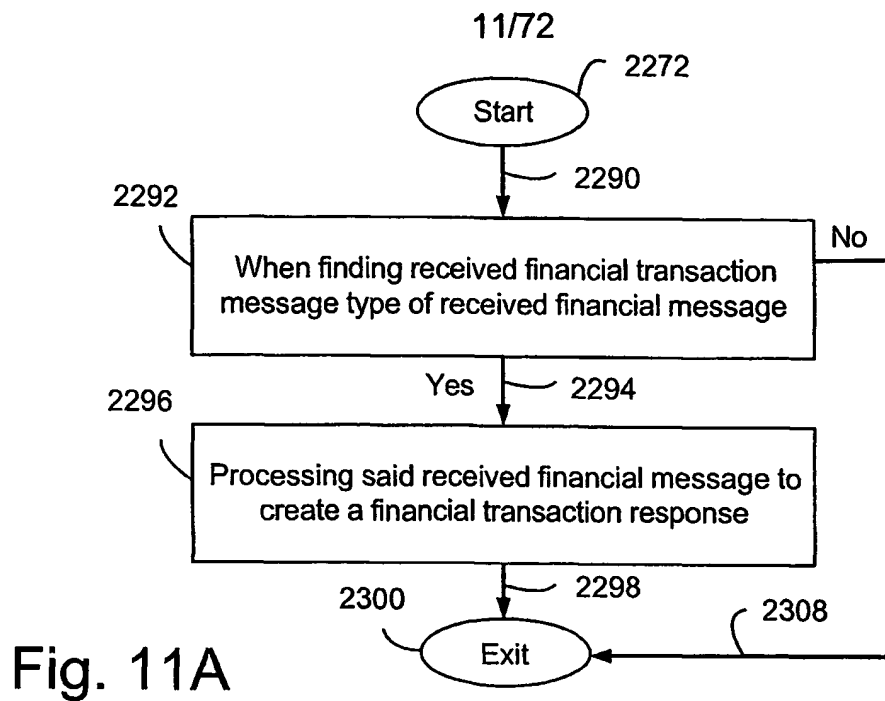 11/72
2272
Start
2290
2292
No
When finding received financial transaction
message type of received financial message
Yes
2294
2296
Processing said received financial message to
create a financial transaction response
2298
2300
2308
Exit
Fig. 11A